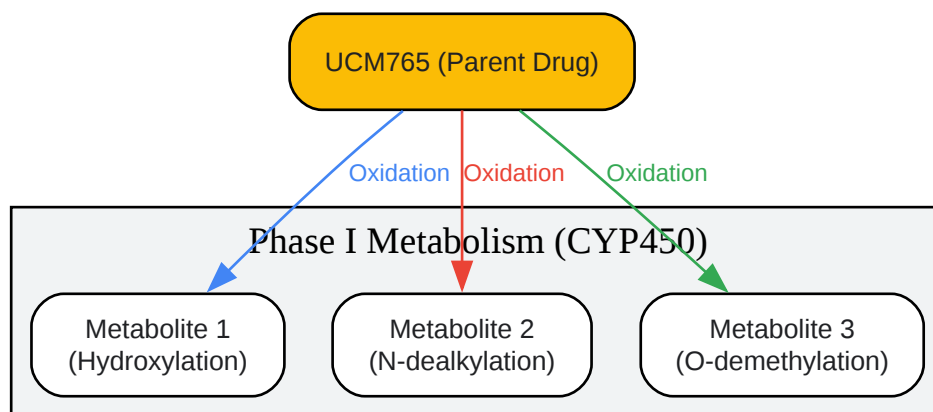 UCM765 (Parent Drug)
Oxidation
Oxidation
Oxidation
Phase I Metabolism (CYP450)
Metabolite 1
(Hydroxylation)
Metabolite 2
(N-dealkylation)
Metabolite 3
(O-demethylation)